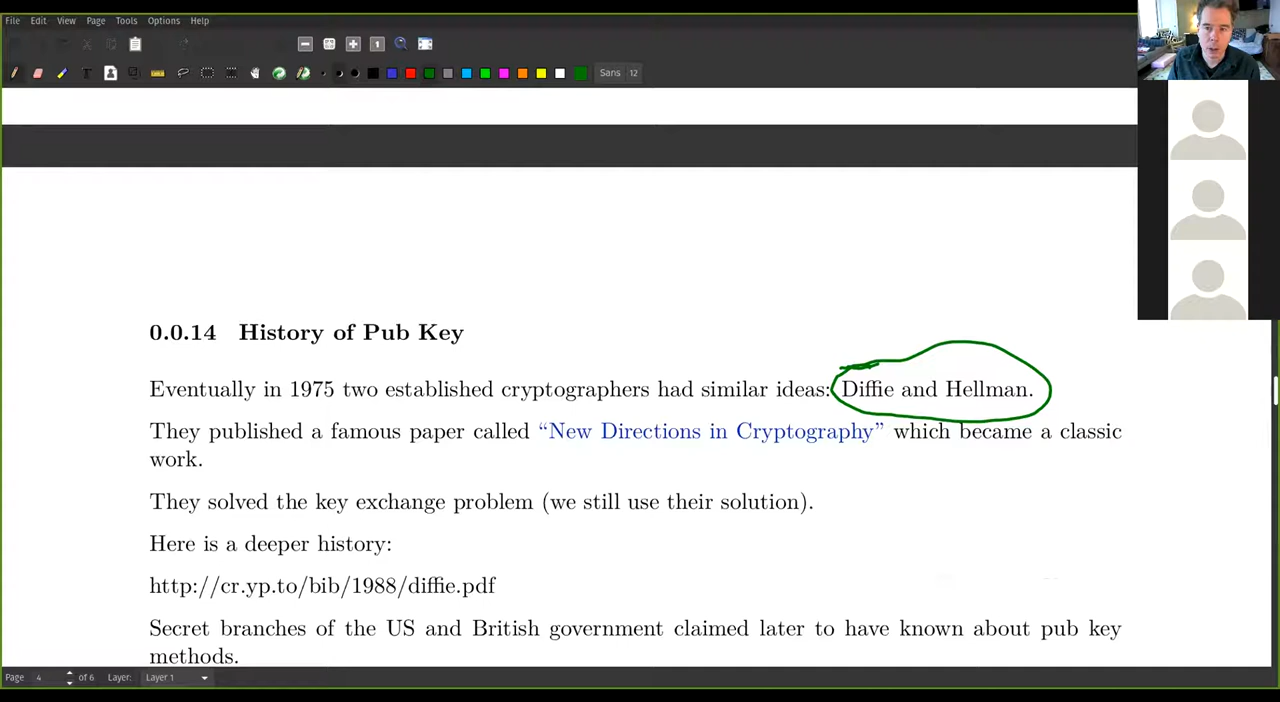 File Edit View Page Tools Options Help
Sans 12
0.0.14 History of Pub Key
Eventually in 1975 two established cryptographers had similar ideas: Diffie and Hellman.
They published a famous paper called “New Directions in Cryptography” which became a classic
work.
They solved the key exchange problem (we still use their solution).
Here is a deeper history:
http://cr.yp.to/bib/1988/diffie.pdf
Secret branches of the US and British government claimed later to have known about pub key
methods.
Page 4 of 6 Layer: Layer 1